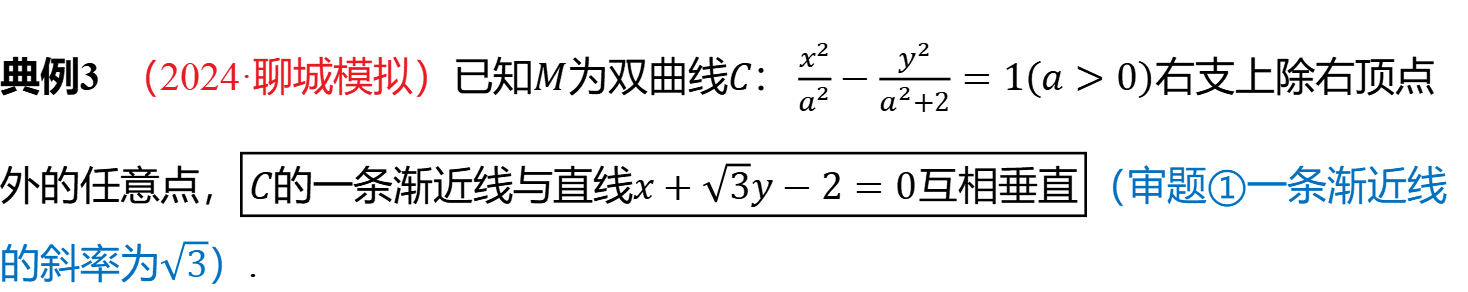 典例3 （2024·聊城模拟）已知M为双曲线C： x²/a² − y²/(a²+2) = 1(a > 0)右支上除右顶点
外的任意点，C的一条渐近线与直线x + √3y − 2 = 0互相垂直（审题①一条渐近线
的斜率为√3）.